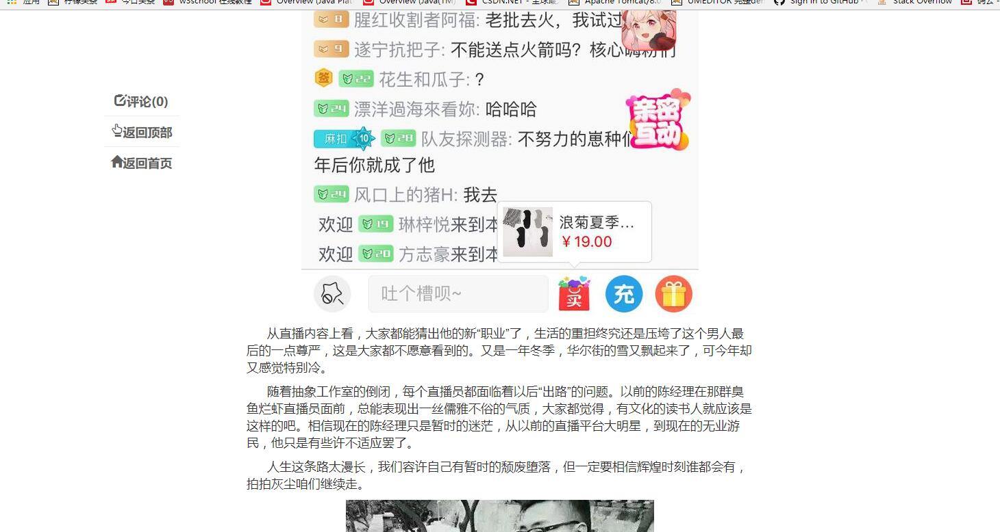 应用
柠檬头条
今日头条
w3school 在线教程
Overview (Java Plat
Overview (Java(TM)
CSDN.NET - 全球最
Apache Tomcat/8.0
UMEDITOR 完整dem
Sign in to GitHub ·
Stack Overflow
码云 -
评论(0)
返回顶部
返回首页
8 腥红收割者阿福: 老批去火，我试过
9 遂宁抗把子: 不能送点火箭吗？核心嗨粉们
签 22 花生和瓜子: ？
24 漂洋過海來看妳: 哈哈哈
亲密
互动
麻扣 10 28 队友探测器: 不努力的崽种们
年后你就成了他
24 风口上的猪H: 我去
欢迎 19 琳梓悦来到本
欢迎 20 方志豪来到本
浪菊夏季...
¥ 19.00
吐个槽呗~
买
充
从直播内容上看，大家都能猜出他的新“职业”了，生活的重担终究还是压垮了这个男人最
后的一点尊严，这是大家都不愿意看到的。又是一年冬季，华尔街的雪又飘起来了，可今年却
又感觉特别冷。
随着抽象工作室的倒闭，每个直播员都面临着以后“出路”的问题。以前的陈经理在那群臭
鱼烂虾直播员面前，总能表现出一丝儒雅不俗的气质，大家都觉得，有文化的读书人就应该是
这样的吧。相信现在的陈经理只是暂时的迷茫，从以前的直播平台大明星，到现在的无业游
民，他只是有些许不适应罢了。
人生这条路太漫长，我们容许自己有暂时的颓废堕落，但一定要相信辉煌时刻谁都会有，
拍拍灰尘咱们继续走。